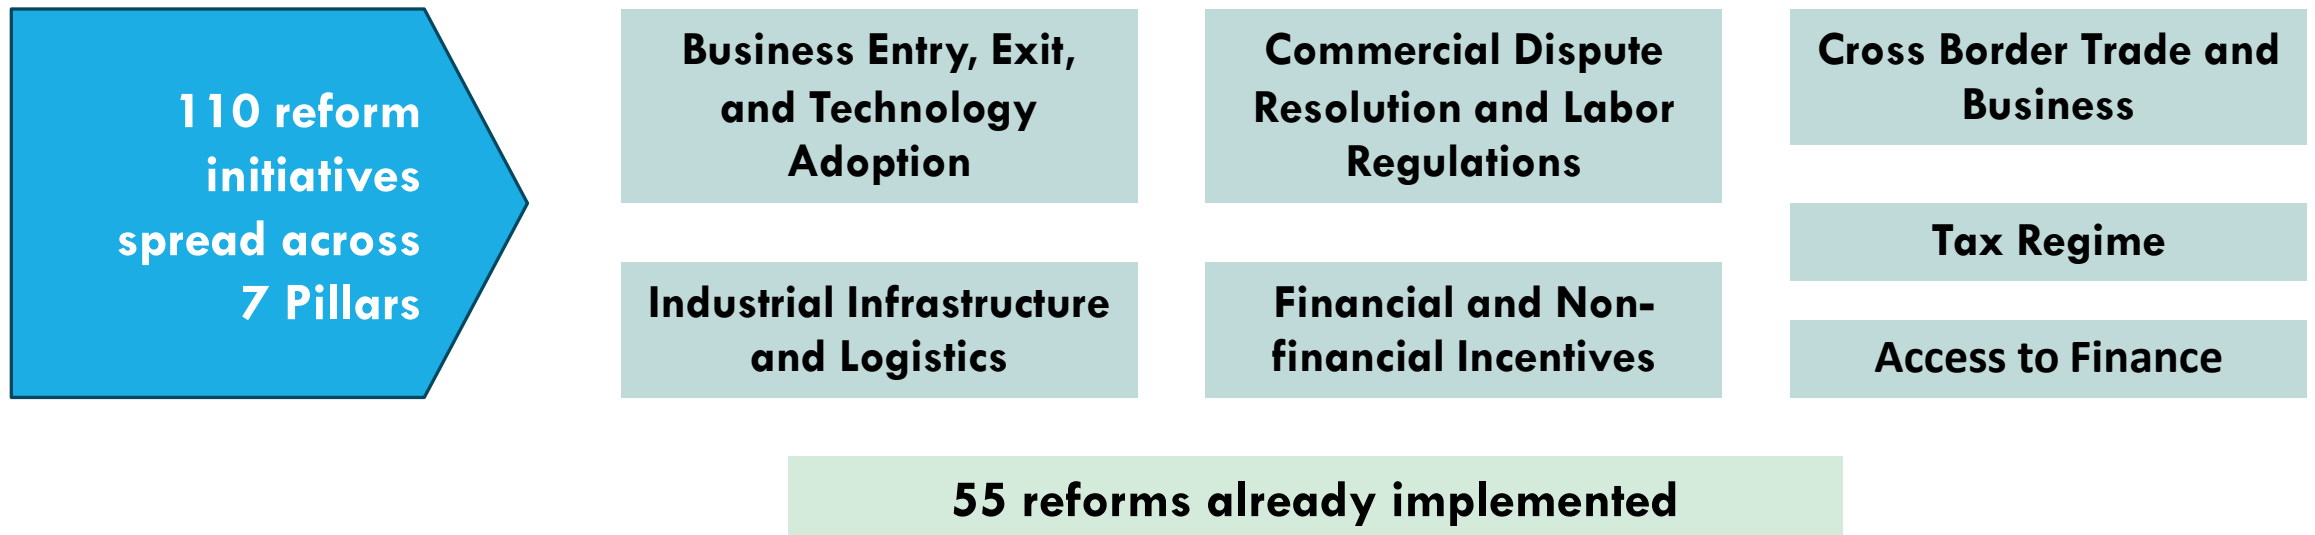 110 reform
initiatives
spread across
7 Pillars
Business Entry, Exit,
and Technology
Adoption
Commercial Dispute
Resolution and Labor
Regulations
Cross Border Trade and
Business
Tax Regime
Industrial Infrastructure
and Logistics
Financial and Non-
financial Incentives
Access to Finance
55 reforms already implemented